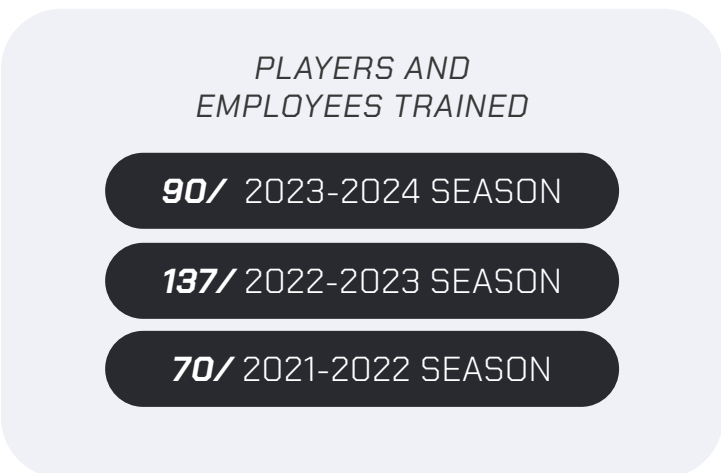 PLAYERS AND
EMPLOYEES TRAINED
90/ 2023-2024 SEASON
137/ 2022-2023 SEASON
70/ 2021-2022 SEASON